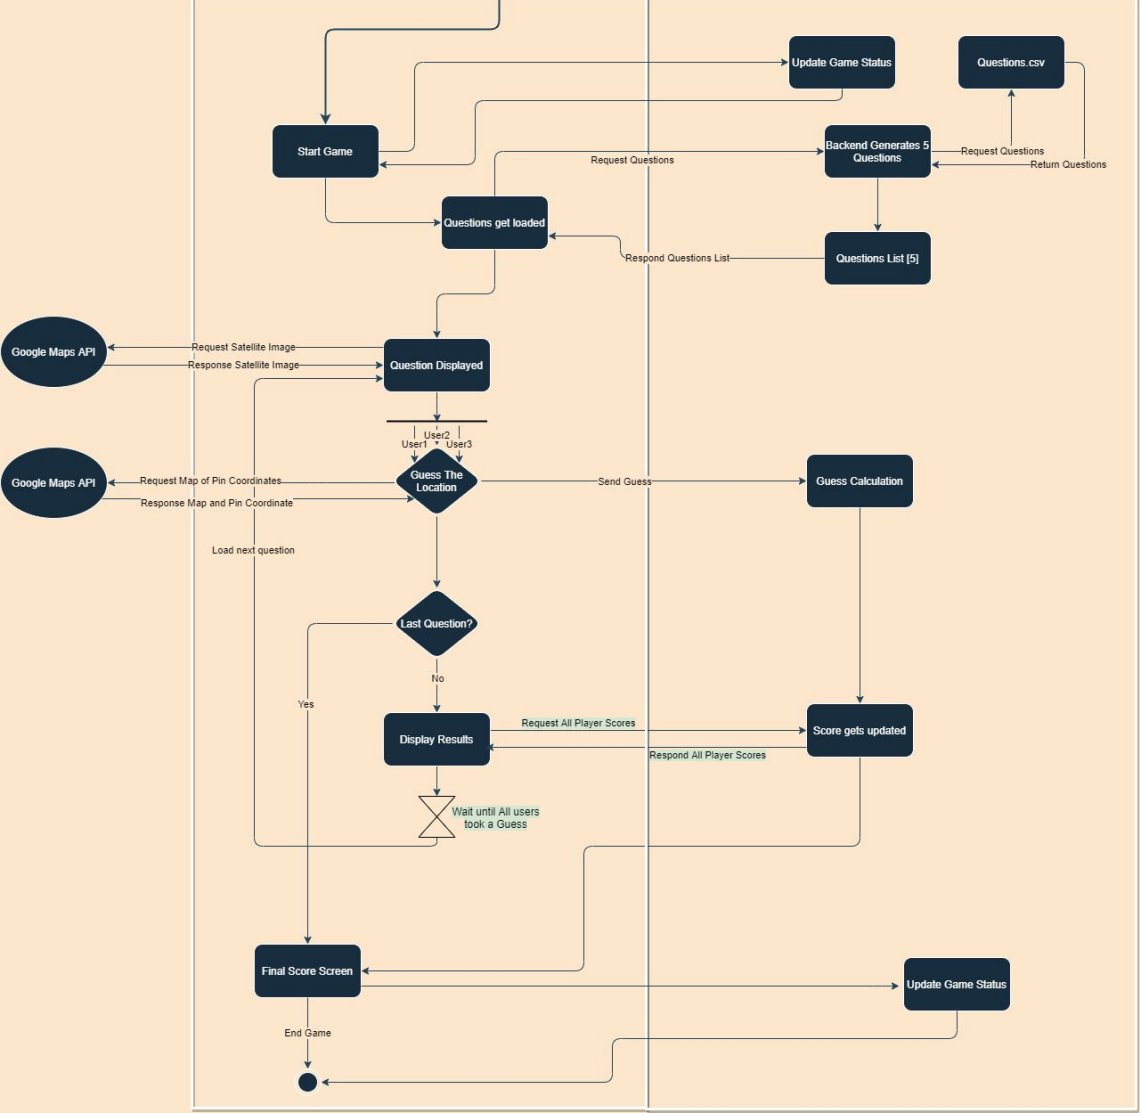 Update Game Status
Questions.csv
Start Game
Backend Generates 5
Questions
Request Questions
Request Questions
Return Questions
Questions get loaded
Respond Questions List
Questions List [5]
Google Maps API
Request Satellite Image
Response Satellite Image
Question Displayed
User1
User2
User3
Google Maps API
Request Map of Pin Coordinates
Response Map and Pin Coordinate
Guess The
Location
Send Guess
Guess Calculation
Load next question
Last Question?
No
Yes
Display Results
Request All Player Scores
Respond All Player Scores
Score gets updated
Wait until All users
took a Guess
Final Score Screen
Update Game Status
End Game